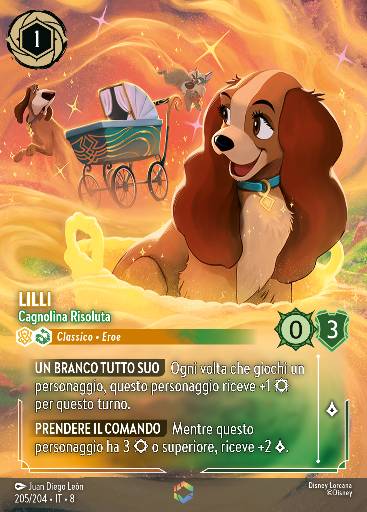 1
LILLI
Cagnolina Risoluta
Classico • Eroe
0
3
UN BRANCO TUTTO SUO Ogni volta che giochi un
personaggio, questo personaggio riceve +1
per questo turno.
PRENDERE IL COMANDO Mentre questo
personaggio ha 3 o superiore, riceve +2 .
Juan Diego León
205/204 • IT • 8
Disney Lorcana
©Disney